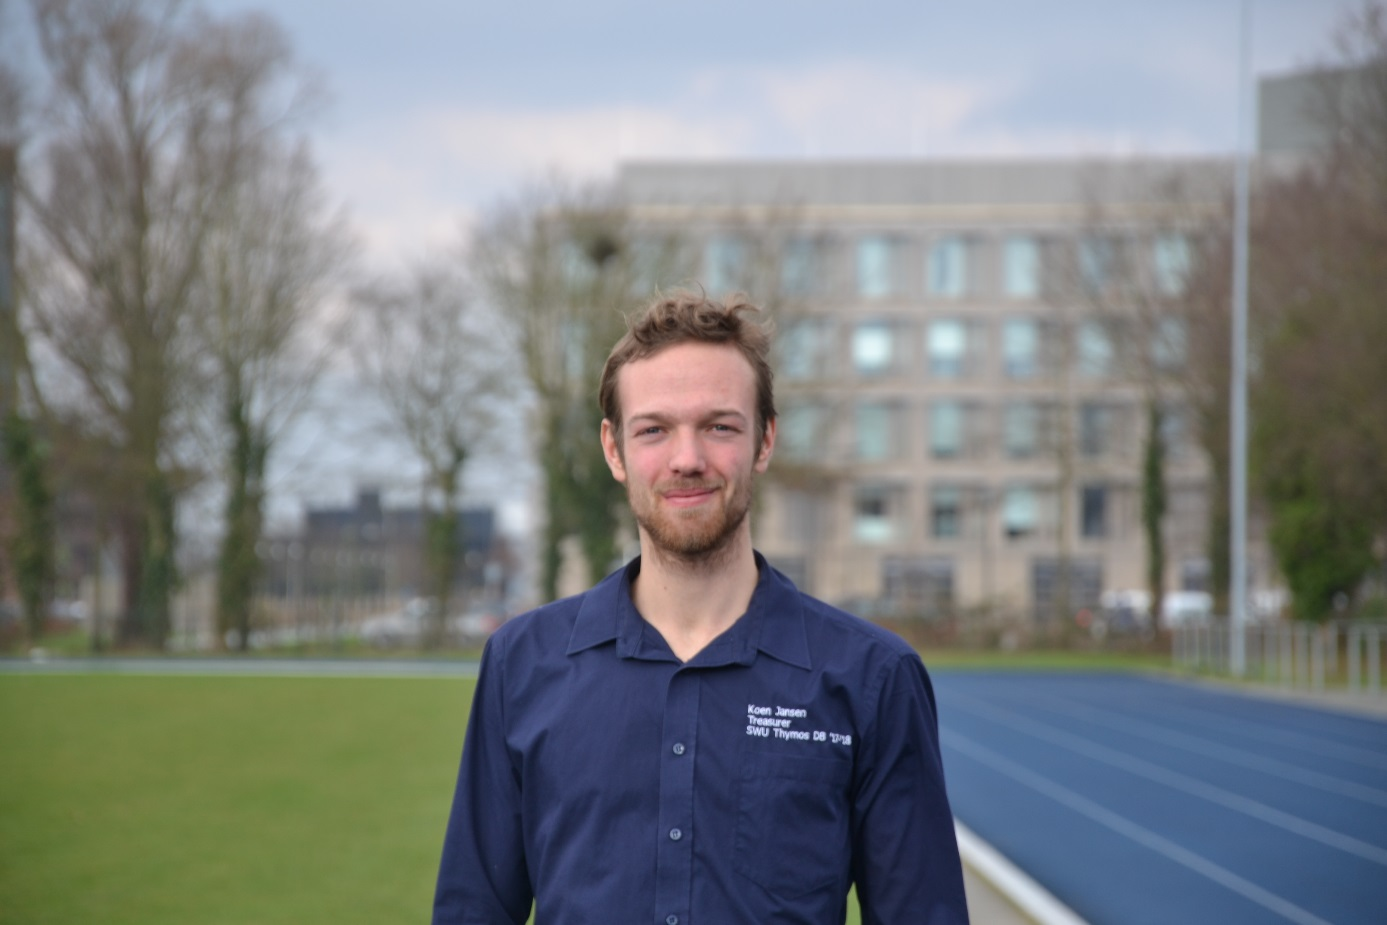 Koen Jansen
Treasurer
SWU Thymos DB '17-'18